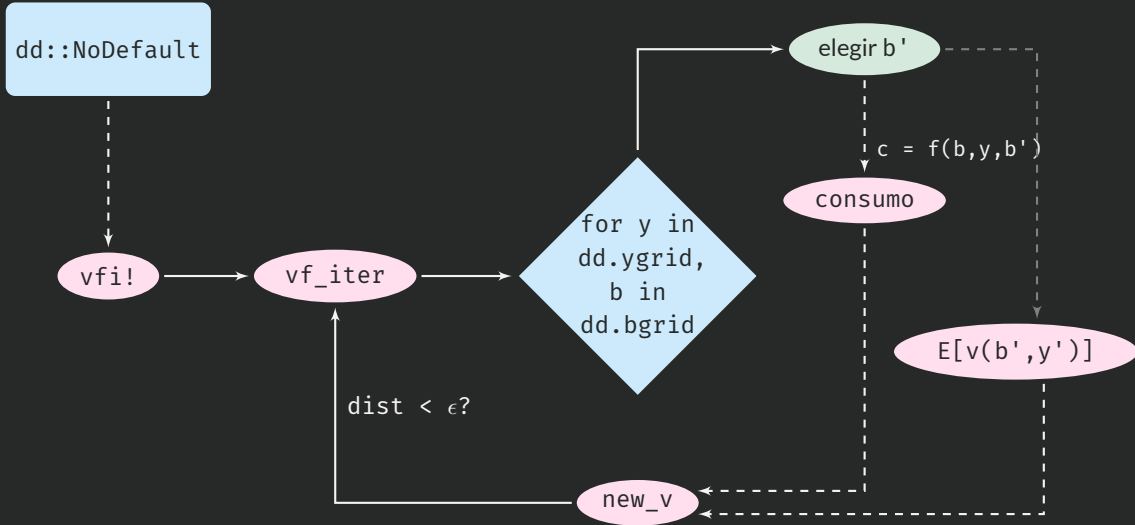 dd::NoDefault
elegir b'
c = f(b,y,b')
consumo
for y in
dd.ygrid,
b in
dd.bgrid
vfi!
vf_iter
E[v(b',y')]
dist < ϵ?
new_v